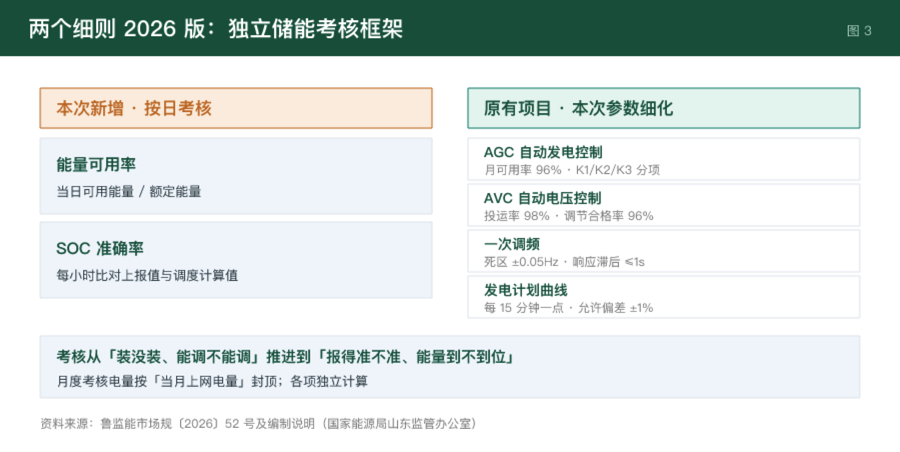 两个细则 2026 版：独立储能考核框架
图 3
本次新增 · 按日考核
能量可用率
当日可用能量 / 额定能量
SOC 准确率
每小时比对上报值与调度计算值
原有项目 · 本次参数细化
AGC 自动发电控制
月可用率 96% · K1/K2/K3 分项
AVC 自动电压控制
投运率 98% · 调节合格率 96%
一次调频
死区 ±0.05Hz · 响应滞后 ≤1s
发电计划曲线
每 15 分钟一点 · 允许偏差 ±1%
考核从「装没装、能调不能调」推进到「报得准不准、能量到不到位」
月度考核电量按「当月上网电量」封顶；各项独立计算
资料来源：鲁监能市场规〔2026〕52 号及编制说明（国家能源局山东监管办公室）